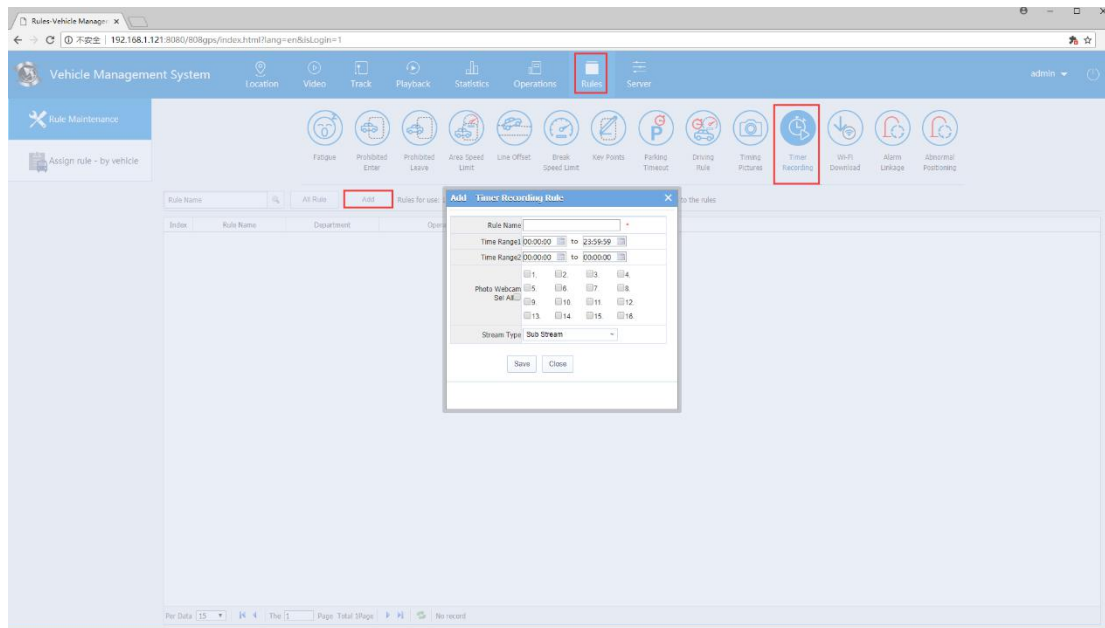 Rules-Vehicle Manage
不安全 | 192.168.1.121:8080/808gps/index.html?lang=en&isLogin=1
Vehicle Management System
Location
Video
Track
Playback
Statistics
Operations
Rules
Server
admin
Rule Maintenance
Assign rule - by vehicle
Fatigue
Prohibited
Enter
Prohibited
Leave
Area Speed
Limit
Line Offset
Break
Speed Limit
Key Points
Parking
Timeout
Driving
Rule
Timing
Pictures
Timer
Recording
Wi-Fi
Download
Alarm
Linkage
Abnormal
Positioning
Rule Name
All Rule
Add
Rules for use:
to the rules
Index
Rule Name
Department
Opera
Add Timer Recording Rule
Rule Name *
Time Range1 00:00:00 to 23:59:59
Time Range2 00:00:00 to 00:00:00
Photo Webcam
Sel All
1. 2. 3. 4.
5. 6. 7. 8.
9. 10. 11. 12.
13. 14. 15. 16.
Stream Type Sub Stream
Save Close
Per Data 15 The 1 Page Total 1Page No record